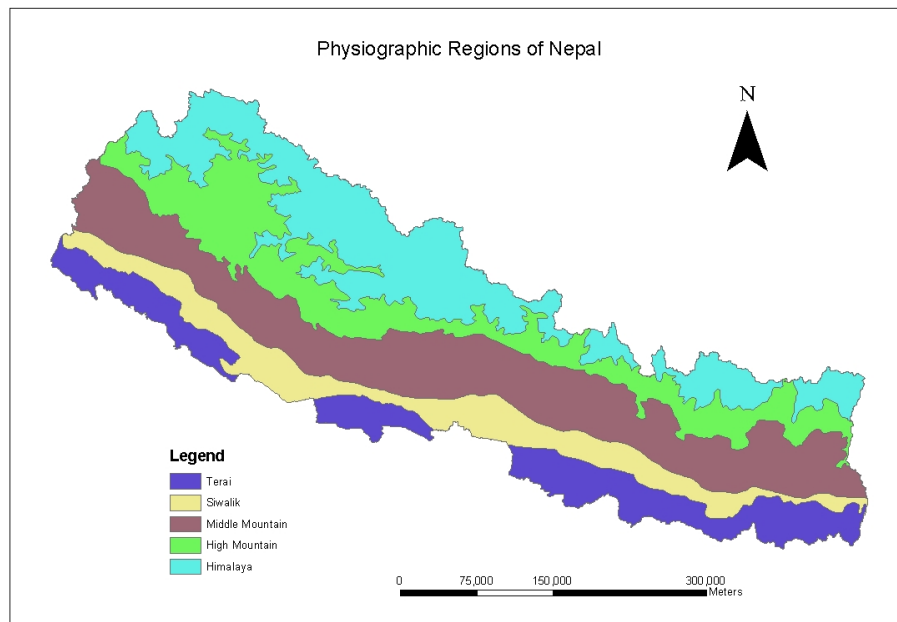 Physiographic Regions of Nepal
N
Legend
Terai
Siwalik
Middle Mountain
High Mountain
Himalaya
0 75,000 150,000 300,000
Meters